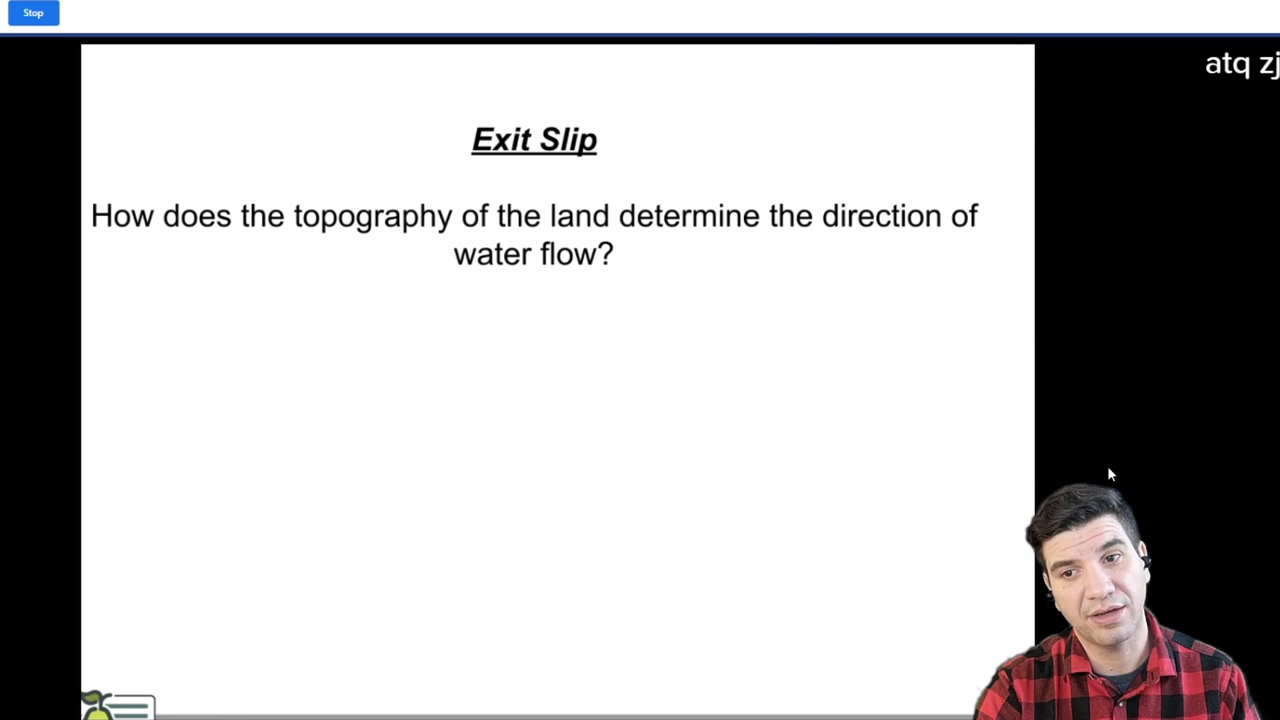 Stop
atq zj
Exit Slip
How does the topography of the land determine the direction of
water flow?